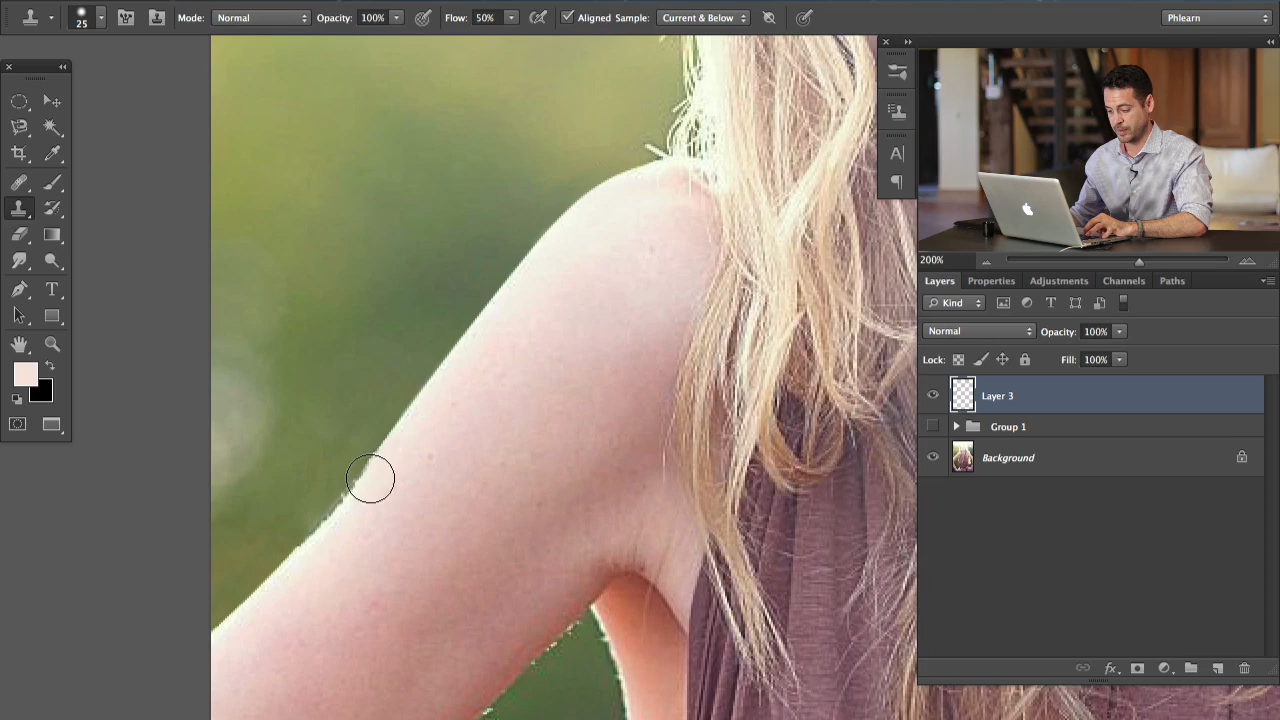 25
Mode: Normal
Opacity: 100%
Flow: 50%
Aligned Sample: Current & Below
Phlearn
A
T
200%
Layers Properties Adjustments Channels Paths
Kind
T
Normal
Opacity: 100%
Lock:
Fill: 100%
Layer 3
Group 1
Background
fx